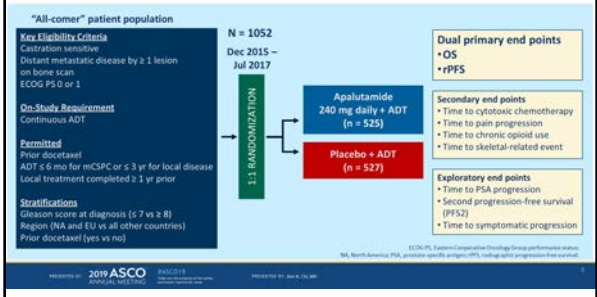 "All-comer" patient population
Key Eligibility Criteria
Castration sensitive
Distant metastatic disease by ≥ 1 lesion
on bone scan
ECOG PS 0 or 1
On-Study Requirement
Continuous ADT
Permitted
Prior docetaxel
ADT ≤ 6 mo for mCSPC or ≤ 3 yr for local disease
Local treatment completed ≥ 1 yr prior
Stratifications
Gleason score at diagnosis (≤ 7 vs ≥ 8)
Region (NA and EU vs all other countries)
Prior docetaxel (yes vs no)
N = 1052
Dec 2015 –
Jul 2017
1:1 RANDOMIZATION
Apalutamide
240 mg daily + ADT
(n = 525)
Placebo + ADT
(n = 527)
Dual primary end points
• OS
• rPFS
Secondary end points
• Time to cytotoxic chemotherapy
• Time to pain progression
• Time to chronic opioid use
• Time to skeletal-related event
Exploratory end points
• Time to PSA progression
• Second progression-free survival
(PFS2)
• Time to symptomatic progression
ECOG PS, Eastern Cooperative Oncology Group performance status;
NA, North America; PSA, prostate-specific antigen; rPFS, radiographic progression-free survival.
PRESENTED AT:
2019 ASCO
ANNUAL MEETING
#ASCO19
PRESENTED BY: